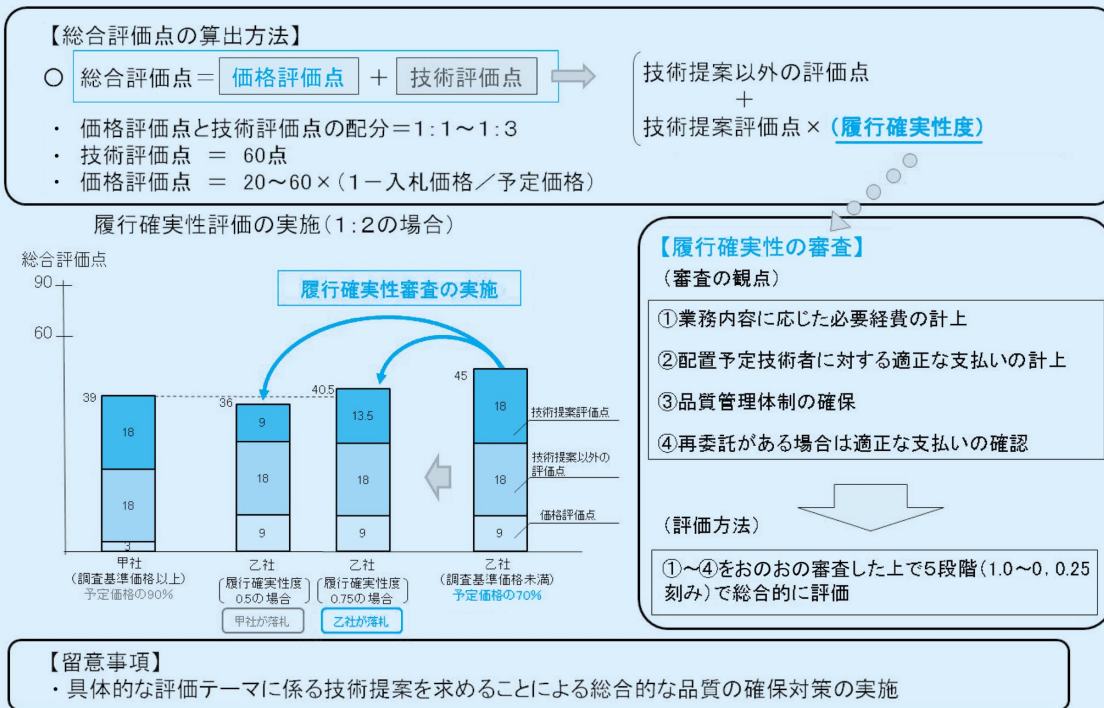 【総合評価点の算出方法】
○ 総合評価点＝ 価格評価点 ＋ 技術評価点
技術提案以外の評価点
＋
技術提案評価点×（履行確実性度）
・ 価格評価点と技術評価点の配分＝1：1～1：3
・ 技術評価点 ＝ 60点
・ 価格評価点 ＝ 20～60×（1－入札価格／予定価格）
履行確実性評価の実施（1：2の場合）
総合評価点
90
60
履行確実性審査の実施
39
18
18
3
36
9
18
9
40.5
13.5
18
9
45
18
18
9
技術提案評価点
技術提案以外の
評価点
価格評価点
甲社
（調査基準価格以上）
予定価格の90%
乙社
履行確実性度
0.5の場合
甲社が落札
乙社
履行確実性度
0.75の場合
乙社が落札
乙社
（調査基準価格未満）
予定価格の70%
【履行確実性の審査】
（審査の観点）
①業務内容に応じた必要経費の計上
②配置予定技術者に対する適正な支払いの計上
③品質管理体制の確保
④再委託がある場合は適正な支払いの確認
（評価方法）
①～④をおのおの審査した上で5段階（1.0～0，0.25
刻み）で総合的に評価
【留意事項】
・具体的な評価テーマに係る技術提案を求めることによる総合的な品質の確保対策の実施